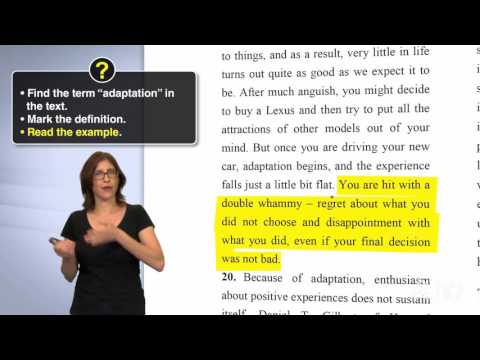 ?
• Find the term “adaptation” in
the text.
• Mark the definition.
• Read the example.
to things, and as a result, very little in life
turns out quite as good as we expect it to
be. After much anguish, you might decide
to buy a Lexus and then try to put all the
attractions of other models out of your
mind. But once you are driving your new
car, adaptation begins, and the experience
falls just a little bit flat. You are hit with a
double whammy – regret about what you
did not choose and disappointment with
what you did, even if your final decision
was not bad.
20. Because of adaptation, enthusiasm
about positive experiences does not sustain
itself. Daniel T.